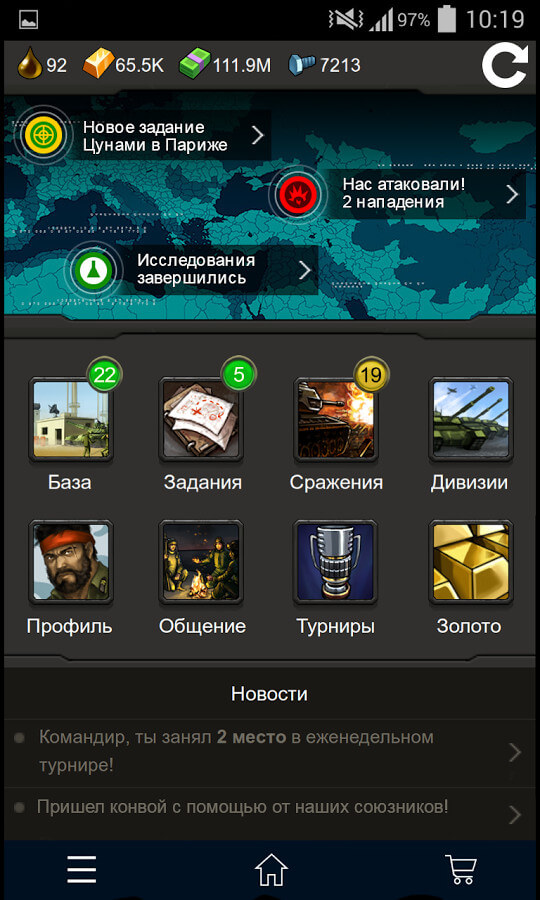 97% 10:19
92 65.5K 111.9M 7213
Новое задание
Цунами в Париже
Нас атаковали!
2 нападения
Исследования
завершились
22 5 19
База Задания Сражения Дивизии
Профиль Общение Турниры Золото
Новости
Командир, ты занял 2 место в еженедельном
турнире!
Пришел конвой с помощью от наших союзников!